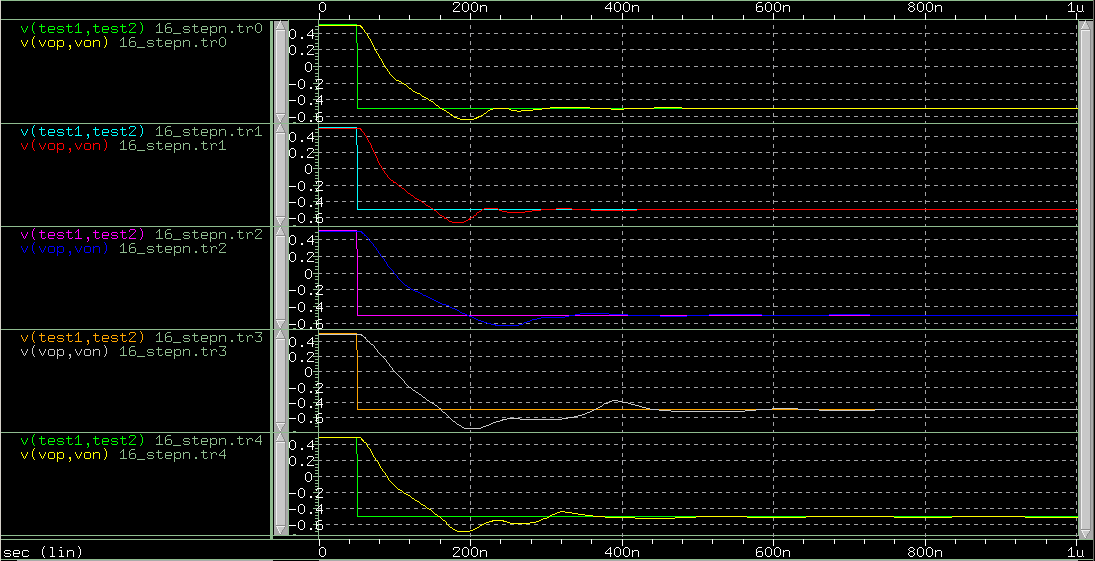 0 200n 400n 600n 800n 1u
v(test1,test2) 16_stepn.tr0
v(vop,von) 16_stepn.tr0
0.4
0.2
0
-0.2
-0.4
-0.6
v(test1,test2) 16_stepn.tr1
v(vop,von) 16_stepn.tr1
0.4
0.2
0
-0.2
-0.4
-0.6
v(test1,test2) 16_stepn.tr2
v(vop,von) 16_stepn.tr2
0.4
0.2
0
-0.2
-0.4
-0.6
v(test1,test2) 16_stepn.tr3
v(vop,von) 16_stepn.tr3
0.4
0.2
0
-0.2
-0.4
-0.6
v(test1,test2) 16_stepn.tr4
v(vop,von) 16_stepn.tr4
0.4
0.2
0
-0.2
-0.4
-0.6
sec (lin) 0 200n 400n 600n 800n 1u